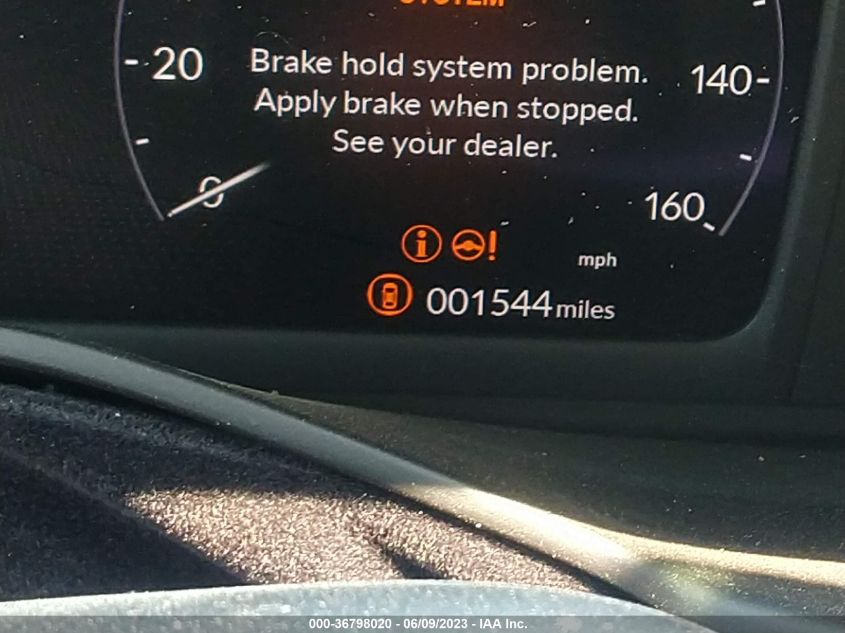 SYSTEM
20 Brake hold system problem. 140
Apply brake when stopped.
See your dealer.
0 160
mph
001544 miles
000-36798020 - 06/09/2023 - IAA Inc.